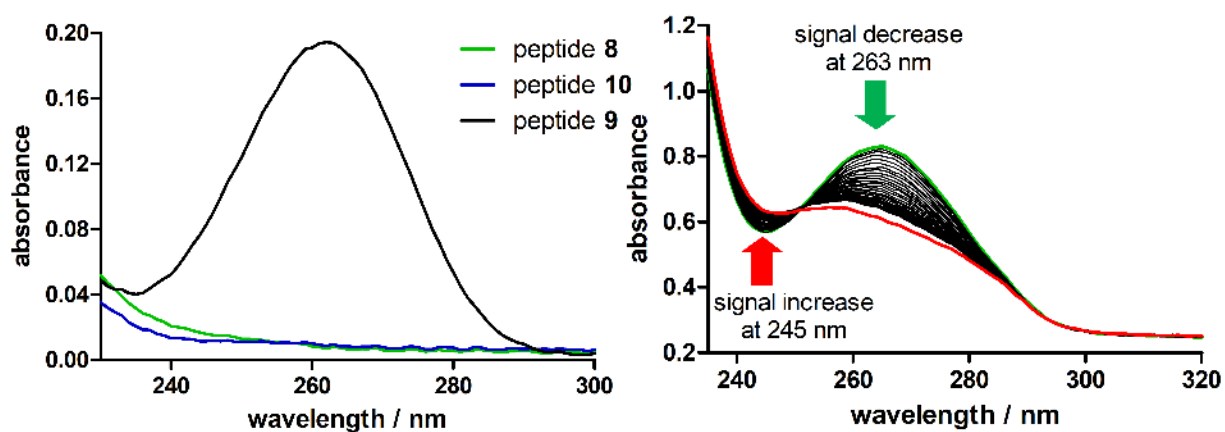 0.20
0.16
0.12
0.08
0.04
0.00
absorbance
240
260
280
300
wavelength / nm
peptide 8
peptide 10
peptide 9
1.2
1.0
0.8
0.6
0.4
0.2
absorbance
240
260
280
300
320
wavelength / nm
signal decrease
at 263 nm
signal increase
at 245 nm